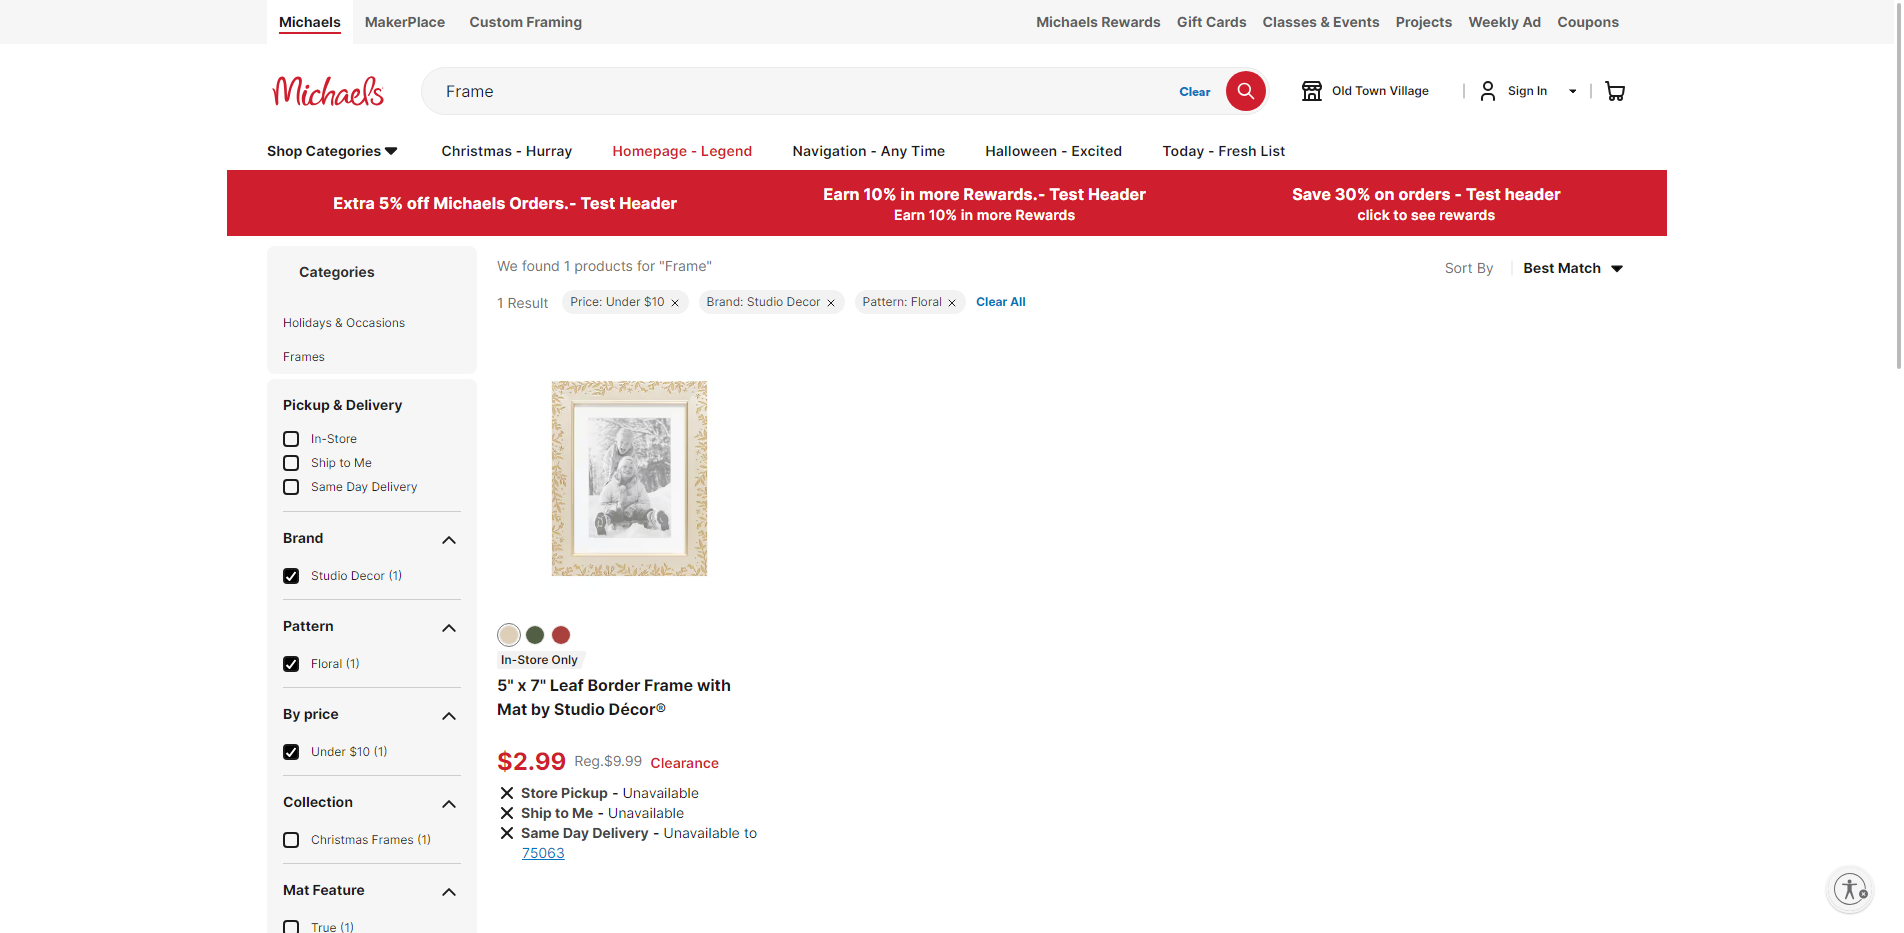 Michaels MakerPlace Custom Framing Michaels Rewards Gift Cards Classes & Events Projects Weekly Ad Coupons
Michaels Frame Clear Old Town Village Sign In
Shop Categories Christmas - Hurray Homepage - Legend Navigation - Any Time Halloween - Excited Today - Fresh List
Extra 5% off Michaels Orders.- Test Header
Earn 10% in more Rewards.- Test Header
Earn 10% in more Rewards
Save 30% on orders - Test header
click to see rewards
Categories
Holidays & Occasions
Frames
Pickup & Delivery
In-Store
Ship to Me
Same Day Delivery
Brand
Studio Decor (1)
Pattern
Floral (1)
By price
Under $10 (1)
Collection
Christmas Frames (1)
Mat Feature
True (1)
We found 1 products for "Frame"
Sort By Best Match
1 Result Price: Under $10 Brand: Studio Decor Pattern: Floral Clear All
In-Store Only
5" x 7" Leaf Border Frame with
Mat by Studio Décor®
$2.99 Reg.$9.99 Clearance
Store Pickup - Unavailable
Ship to Me - Unavailable
Same Day Delivery - Unavailable to
75063